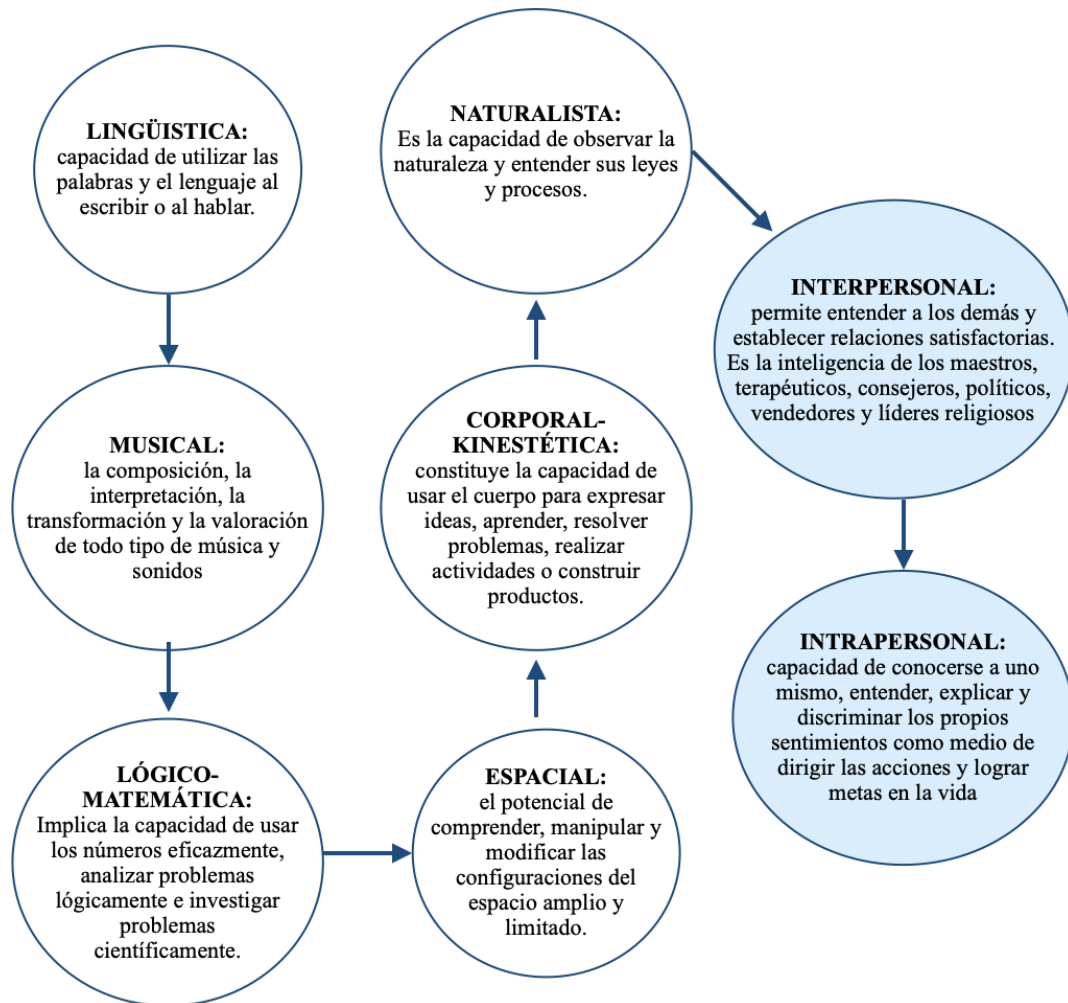 LINGÜISTICA:
capacidad de utilizar las
palabras y el lenguaje al
escribir o al hablar.
MUSICAL:
la composición, la
interpretación, la
transformación y la valoración
de todo tipo de música y
sonidos
LÓGICO-
MATEMÁTICA:
Implica la capacidad de usar
los números eficazmente,
analizar problemas
lógicamente e investigar
problemas
científicamente.
ESPACIAL:
el potencial de
comprender, manipular y
modificar las
configuraciones del
espacio amplio y
limitado.
CORPORAL-
KINESTÉTICA:
constituye la capacidad de
usar el cuerpo para expresar
ideas, aprender, resolver
problemas, realizar
actividades o construir
productos.
NATURALISTA:
Es la capacidad de observar la
naturaleza y entender sus leyes
y procesos.
INTERPERSONAL:
permite entender a los demás y
establecer relaciones satisfactorias.
Es la inteligencia de los maestros,
terapéuticos, consejeros, políticos,
vendedores y líderes religiosos
INTRAPERSONAL:
capacidad de conocerse a uno
mismo, entender, explicar y
discriminar los propios
sentimientos como medio de
dirigir las acciones y lograr
metas en la vida